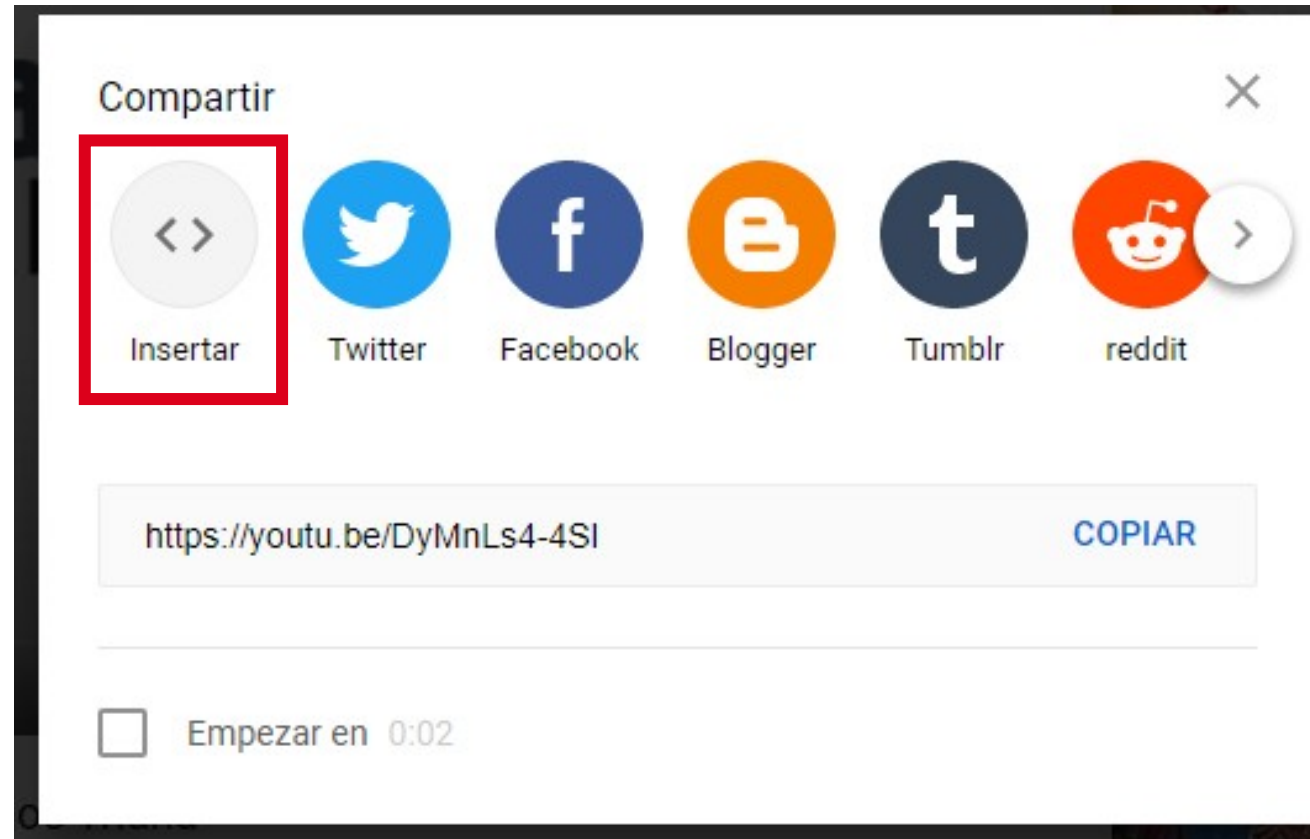 Compartir
Insertar Twitter Facebook Blogger Tumblr reddit
https://youtu.be/DyMnLs4-4SI COPIAR
Empezar en 0:02